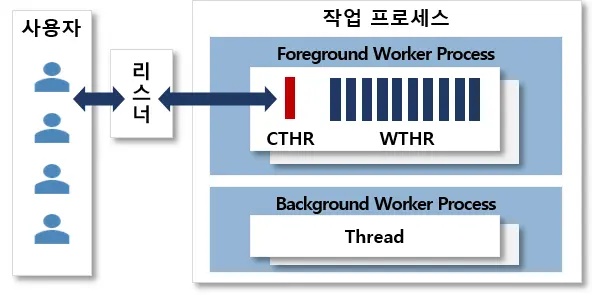 사용자
리
스
너
작업 프로세스
Foreground Worker Process
CTHR
WTHR
Background Worker Process
Thread